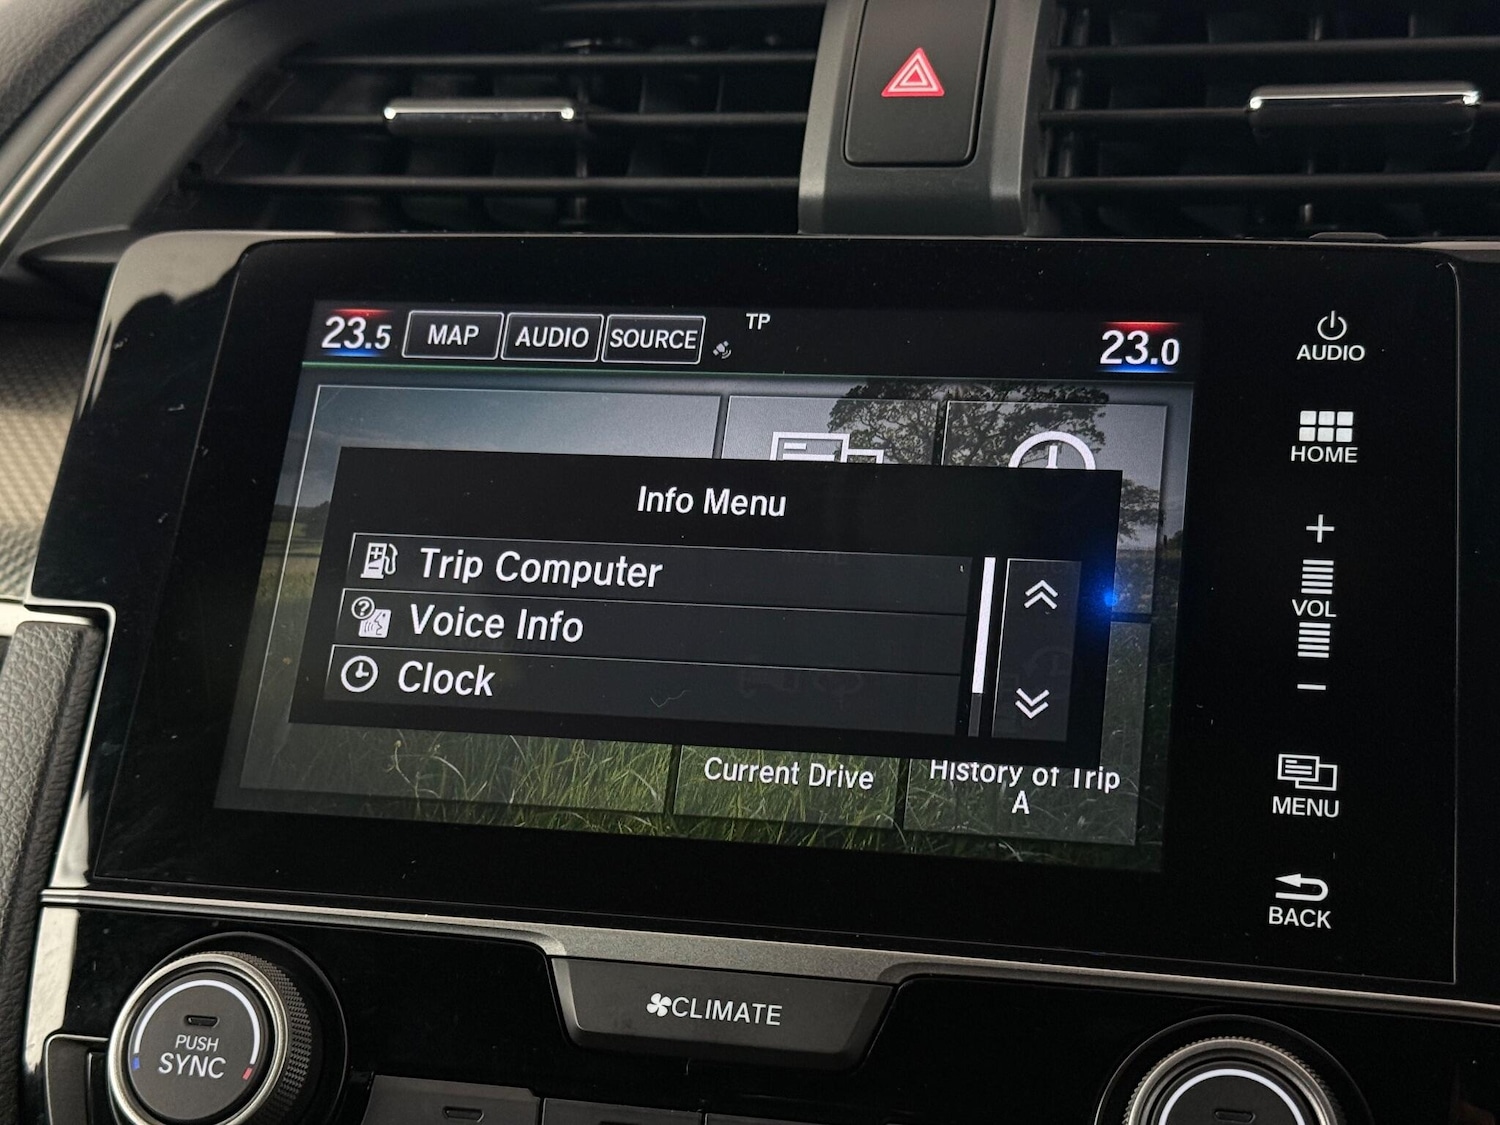 23.5 MAP AUDIO SOURCE TP 23.0
Info Menu
Trip Computer
Voice Info
Clock
Current Drive
History of Trip
A
AUDIO
HOME
+
VOL
−
MENU
BACK
CLIMATE
PUSH
SYNC